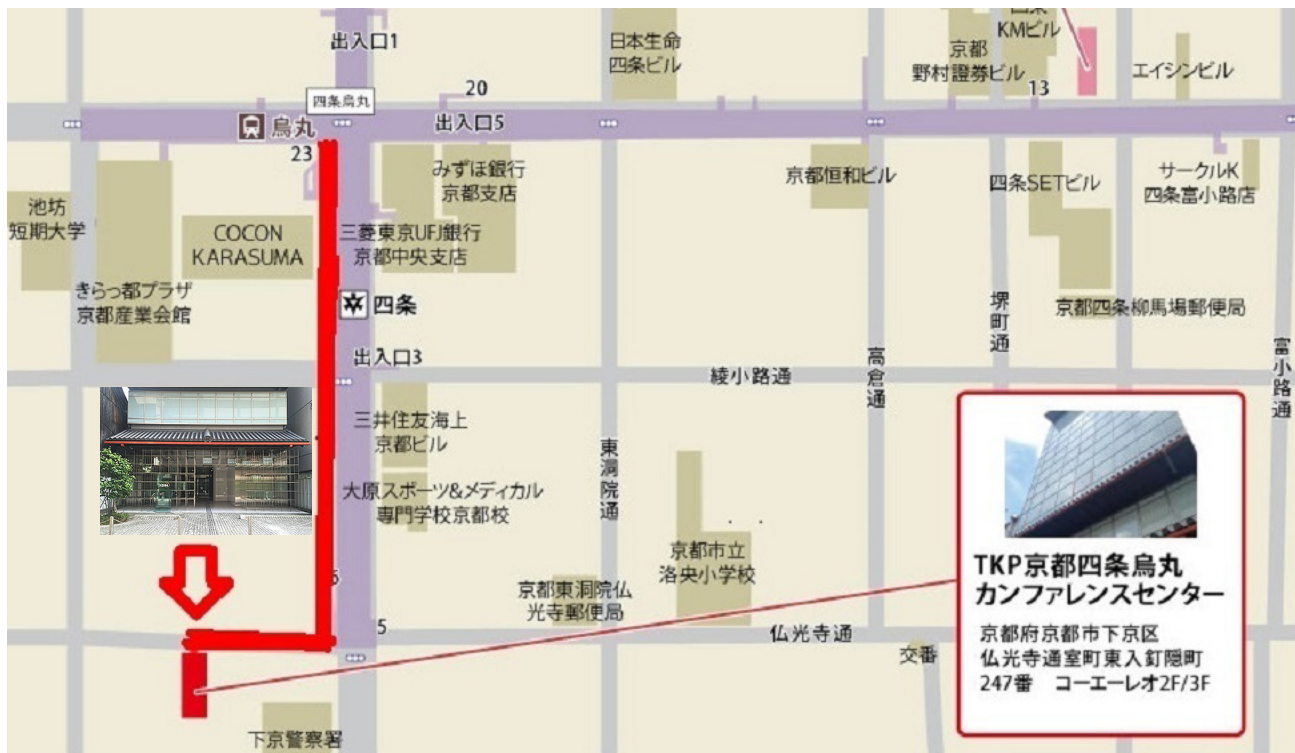 出入口1
日本生命
四条ビル
KMビル
京都
野村證券ビル
エイシンビル
四条烏丸
20
13
烏丸
出入口5
23
みずほ銀行
京都支店
京都恒和ビル
四条SETビル
サークルK
四条富小路店
池坊
短期大学
COCON
KARASUMA
三菱東京UFJ銀行
京都中央支店
きらっ都プラザ
京都産業会館
四条
京都四条柳馬場郵便局
堺町通
出入口3
綾小路通
高倉通
富小路通
三井住友海上
京都ビル
東洞院通
大原スポーツ&メディカル
専門学校京都校
京都市立
洛央小学校
京都東洞院仏
光寺郵便局
6
5
仏光寺通
交番
下京警察署
TKP京都四条烏丸
カンファレンスセンター
京都府京都市下京区
仏光寺通室町東入釘隠町
247番 コーエーレオ2F/3F